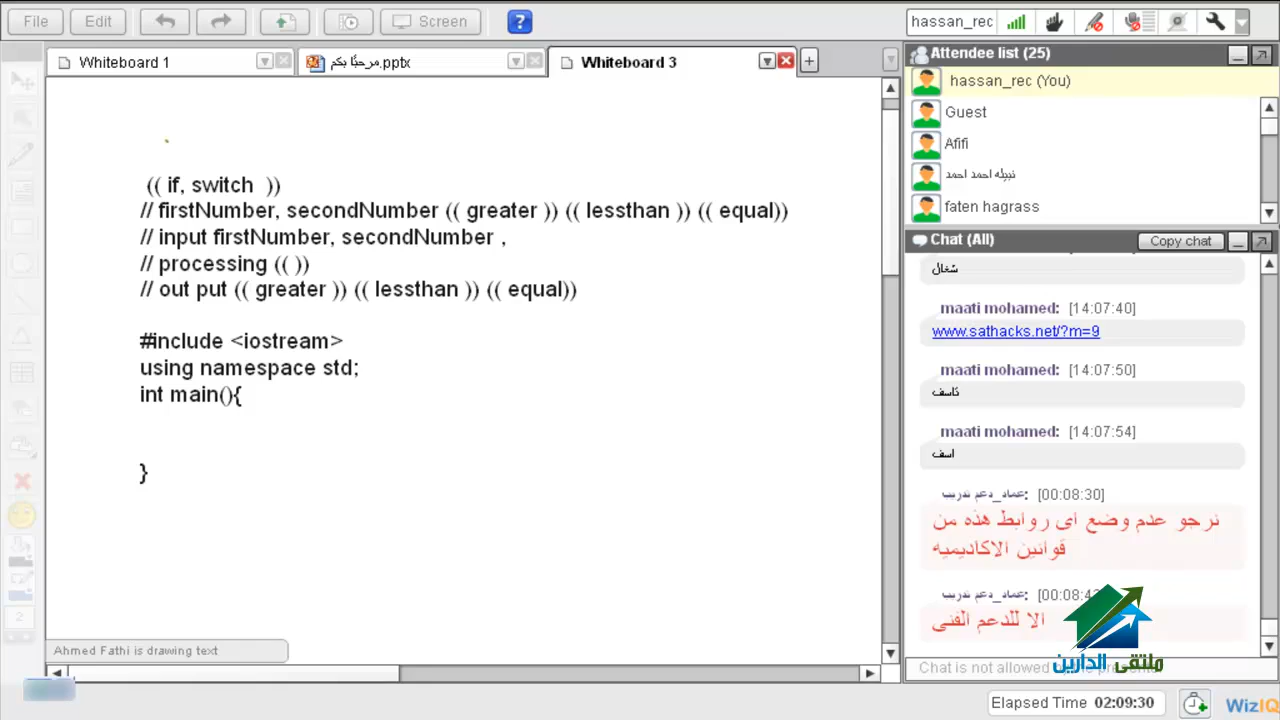 File Edit Screen ? hassan_rec
Whiteboard 1 مرحبًا بكم.pptx Whiteboard 3 +
(( if, switch ))
// firstNumber, secondNumber (( greater )) (( lessthan )) (( equal))
// input firstNumber, secondNumber ,
// processing (( ))
// out put (( greater )) (( lessthan )) (( equal))
#include <iostream>
using namespace std;
int main(){
}
2
Ahmed Fathi is drawing text
Attendee list (25)
hassan_rec (You)
Guest
Afifi
نبيله احمد احمد
faten hagrass
Chat (All) Copy chat
شغال
maati mohamed: [14:07:40]
www.sathacks.net/?m=9
maati mohamed: [14:07:50]
maati mohamed: [14:07:54]
اسف
عماد_دعم تدريب: [00:08:30]
نرجو عدم وضع اى روابط هذه من
قوانين الاكاديميه
عماد_دعم تدريب:
الا للدعم الفنى
Chat is not allowed
ملتقى الدارين
Elapsed Time 02:09:30
WizIQ